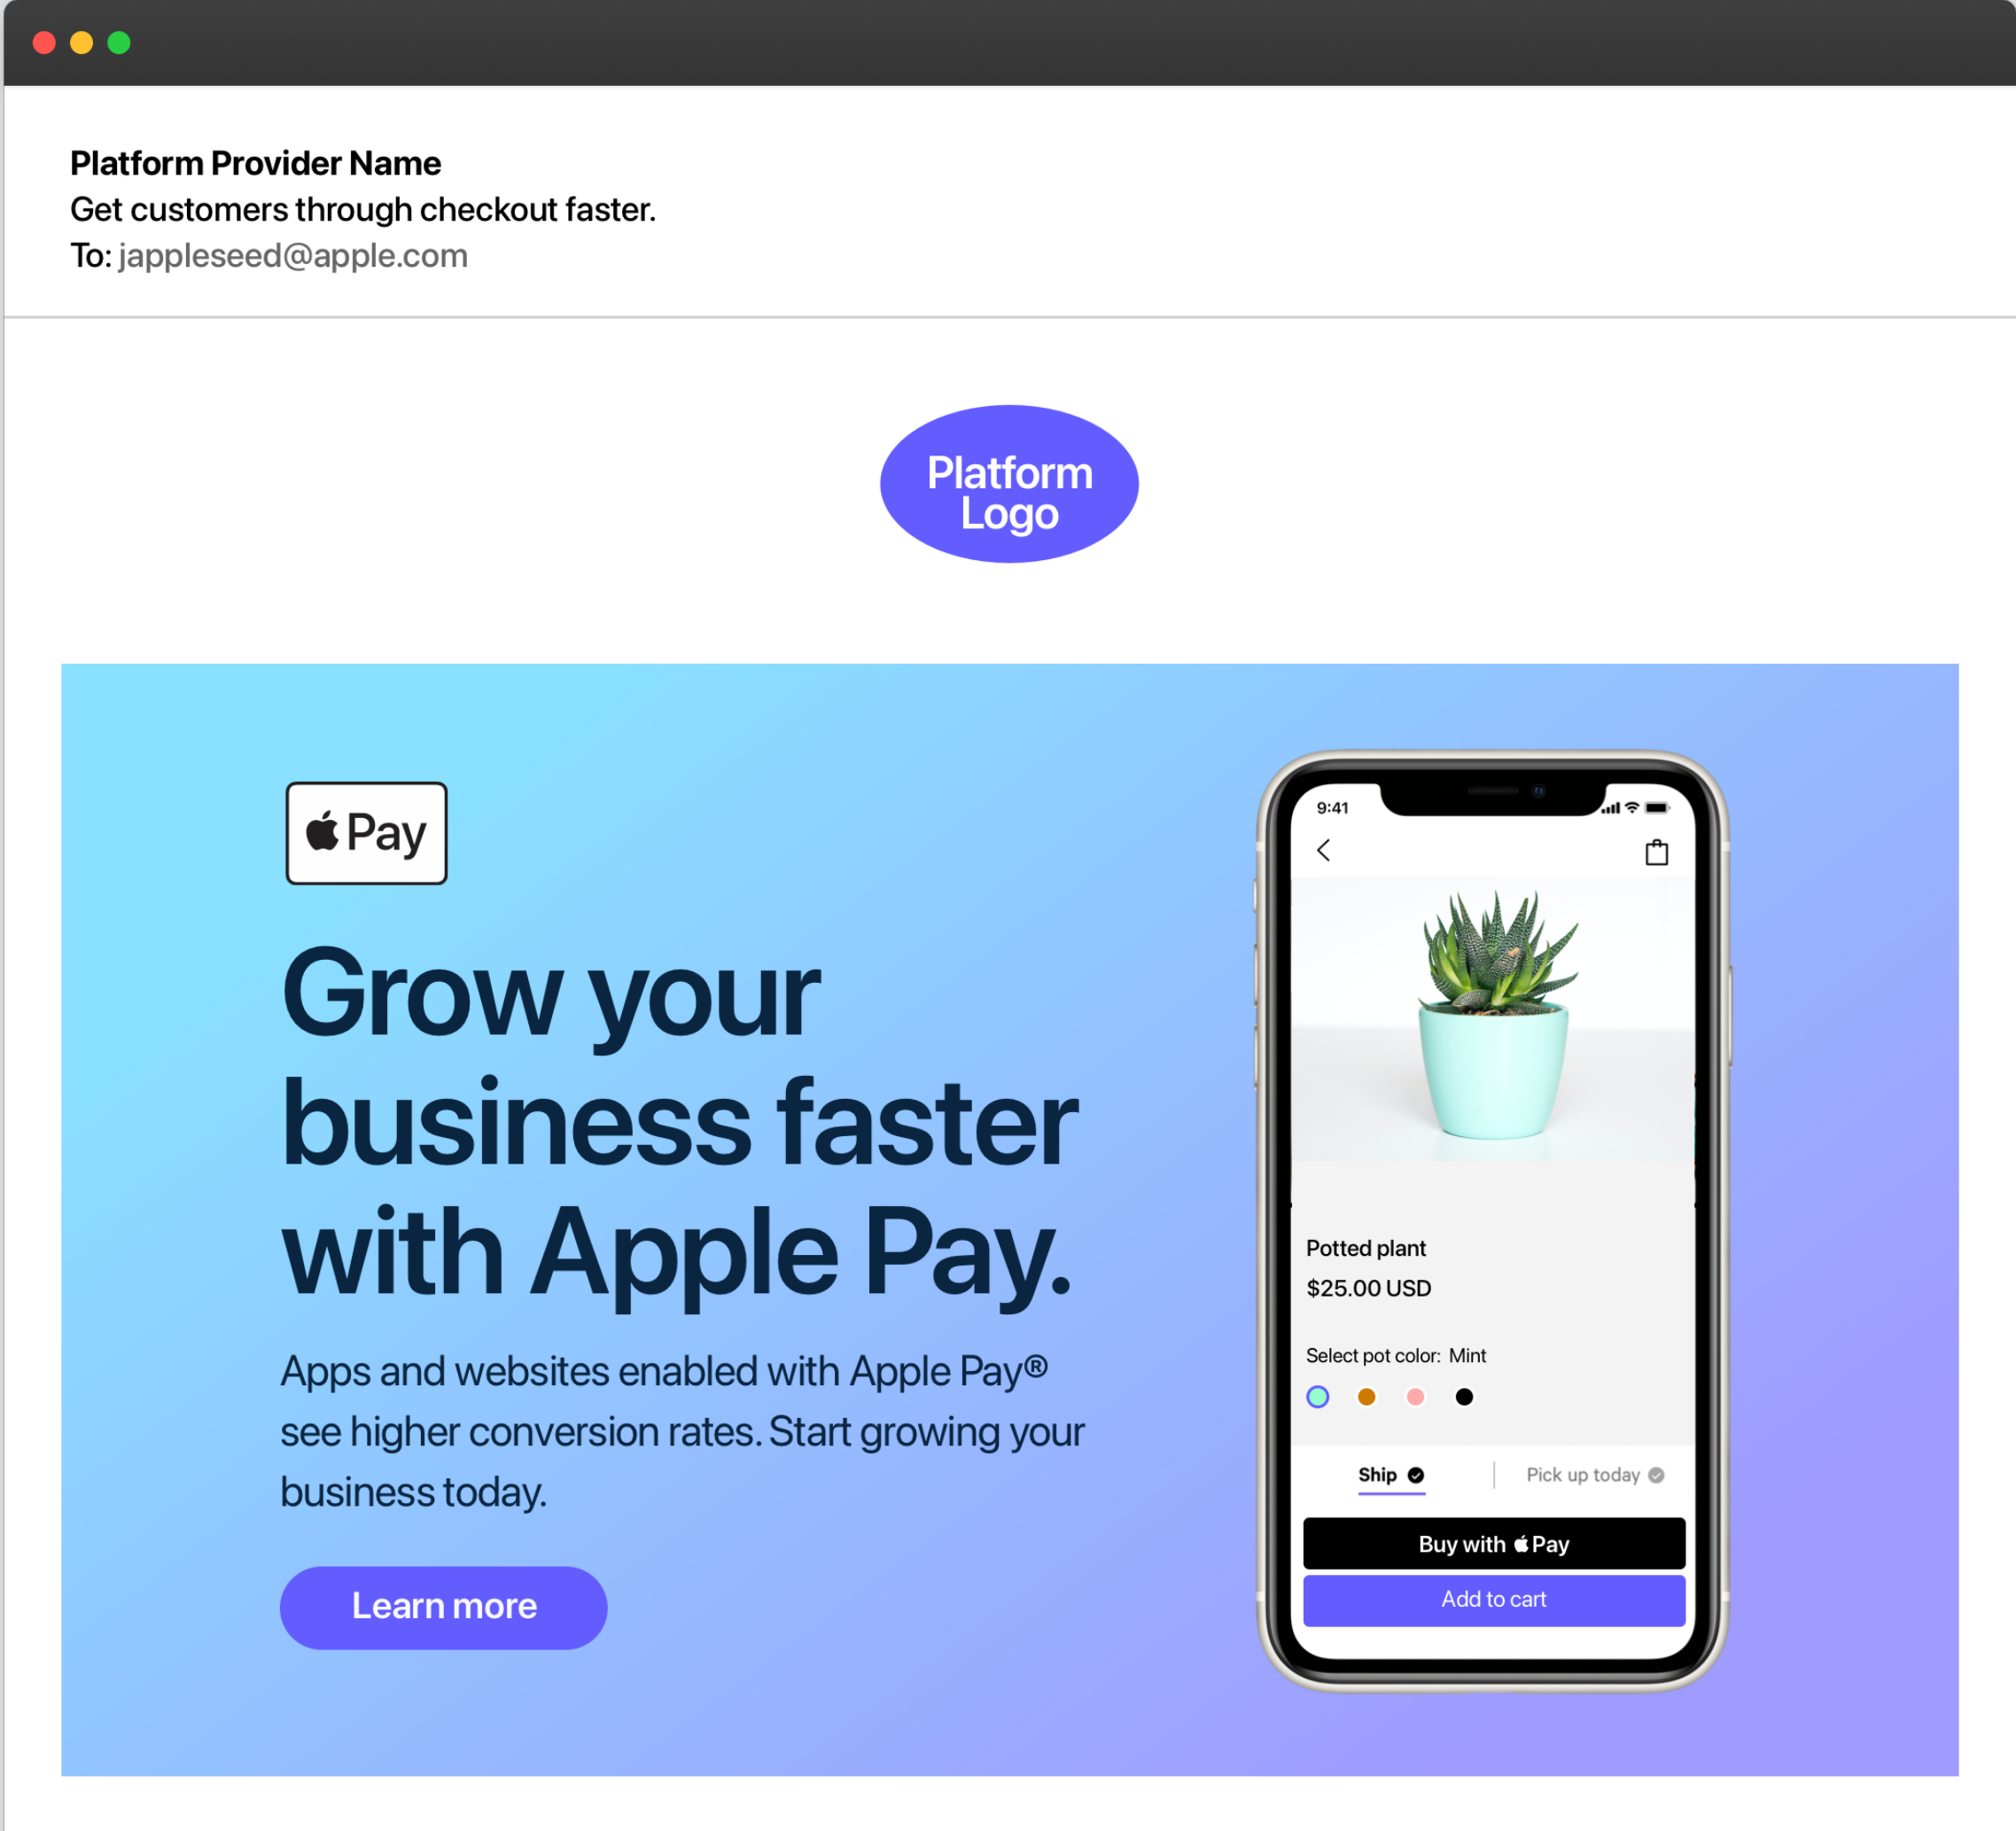 Platform Provider Name
Get customers through checkout faster.
To: jappleseed@apple.com
Platform
Logo
Pay
Grow your
business faster
with Apple Pay.
Apps and websites enabled with Apple Pay®
see higher conversion rates. Start growing your
business today.
Learn more
9:41
Potted plant
$25.00 USD
Select pot color: Mint
Ship
Pick up today
Buy with Pay
Add to cart